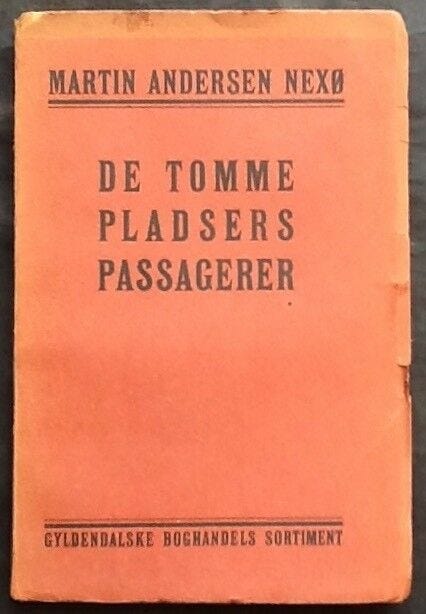 MARTIN ANDERSEN NEXØ
DE TOMME
PLADSERS
PASSAGERER
GYLDENDALSKE BOGHANDELS SORTIMENT